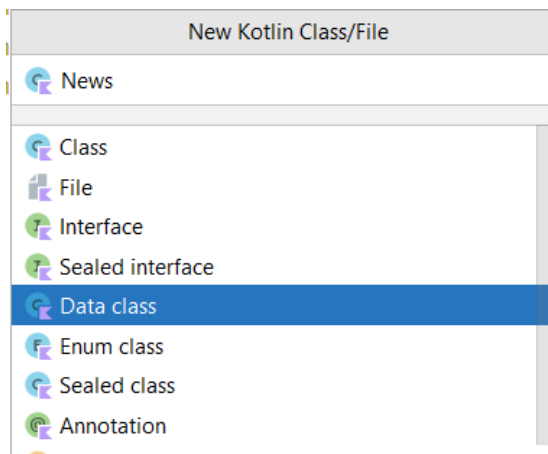 New Kotlin Class/File
News
Class
File
Interface
Sealed interface
Data class
Enum class
Sealed class
Annotation